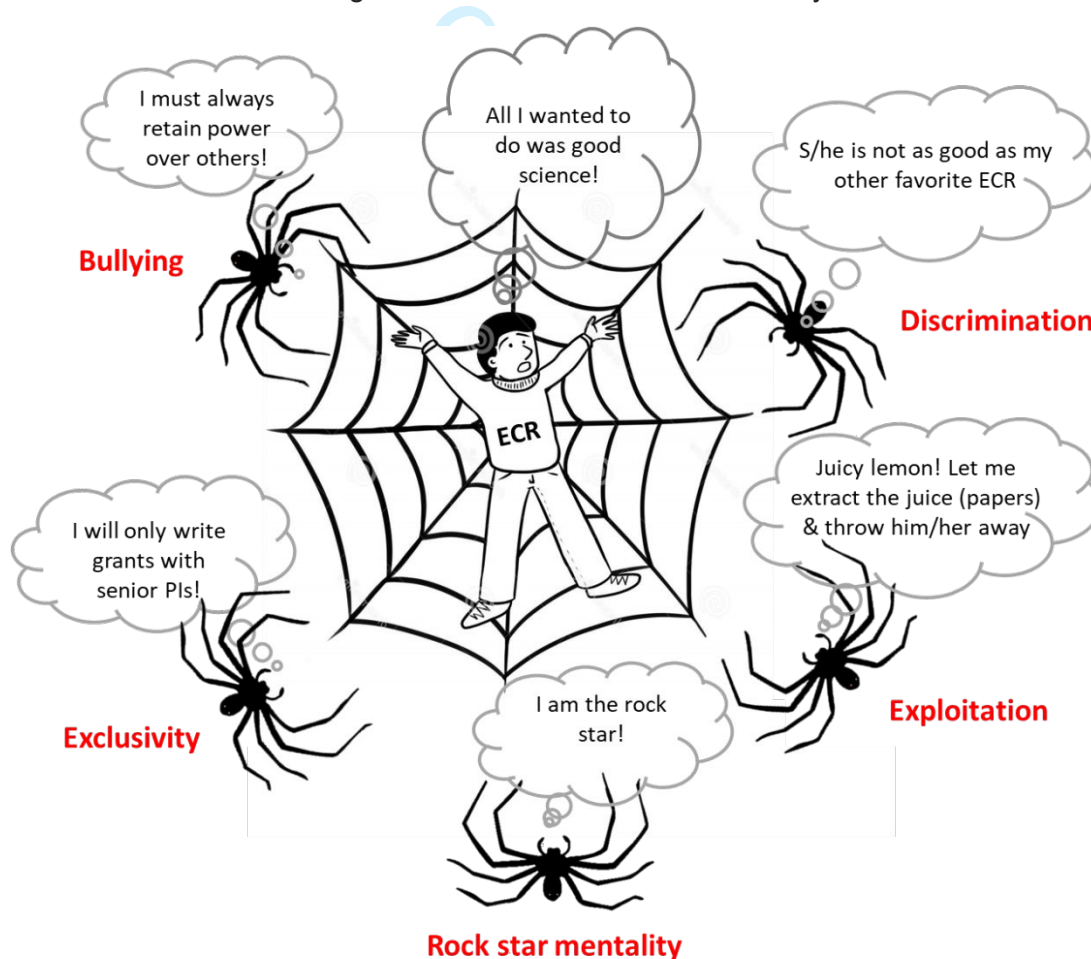 I must always
retain power
over others!
All I wanted to
do was good
science!
S/he is not as good as my
other favorite ECR
Bullying
Discrimination
ECR
Juicy lemon! Let me
extract the juice (papers)
& throw him/her away
I will only write
grants with
senior PIs!
Exploitation
Exclusivity
I am the rock
star!
Rock star mentality